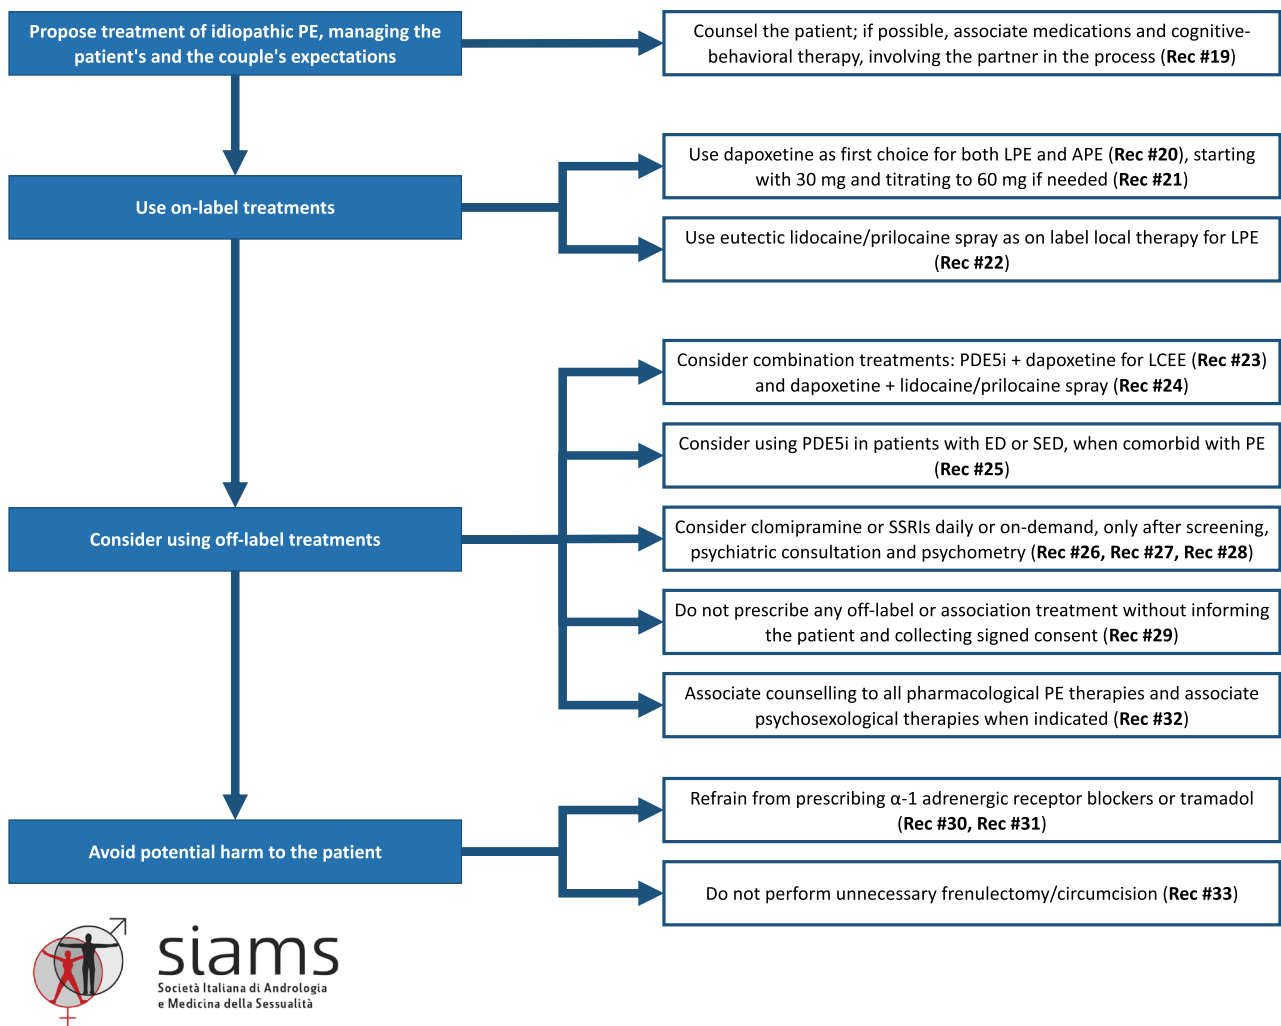 Propose treatment of idiopathic PE, managing the
patient's and the couple's expectations
Counsel the patient; if possible, associate medications and cognitive-
behavioral therapy, involving the partner in the process (Rec #19)
Use on-label treatments
Use dapoxetine as first choice for both LPE and APE (Rec #20), starting
with 30 mg and titrating to 60 mg if needed (Rec #21)
Use eutectic lidocaine/prilocaine spray as on label local therapy for LPE
(Rec #22)
Consider using off-label treatments
Consider combination treatments: PDE5i + dapoxetine for LCEE (Rec #23)
and dapoxetine + lidocaine/prilocaine spray (Rec #24)
Consider using PDE5i in patients with ED or SED, when comorbid with PE
(Rec #25)
Consider clomipramine or SSRIs daily or on-demand, only after screening,
psychiatric consultation and psychometry (Rec #26, Rec #27, Rec #28)
Do not prescribe any off-label or association treatment without informing
the patient and collecting signed consent (Rec #29)
Associate counselling to all pharmacological PE therapies and associate
psychosexological therapies when indicated (Rec #32)
Avoid potential harm to the patient
Refrain from prescribing α-1 adrenergic receptor blockers or tramadol
(Rec #30, Rec #31)
Do not perform unnecessary frenulectomy/circumcision (Rec #33)
siams
Società Italiana di Andrologia
e Medicina della Sessualità